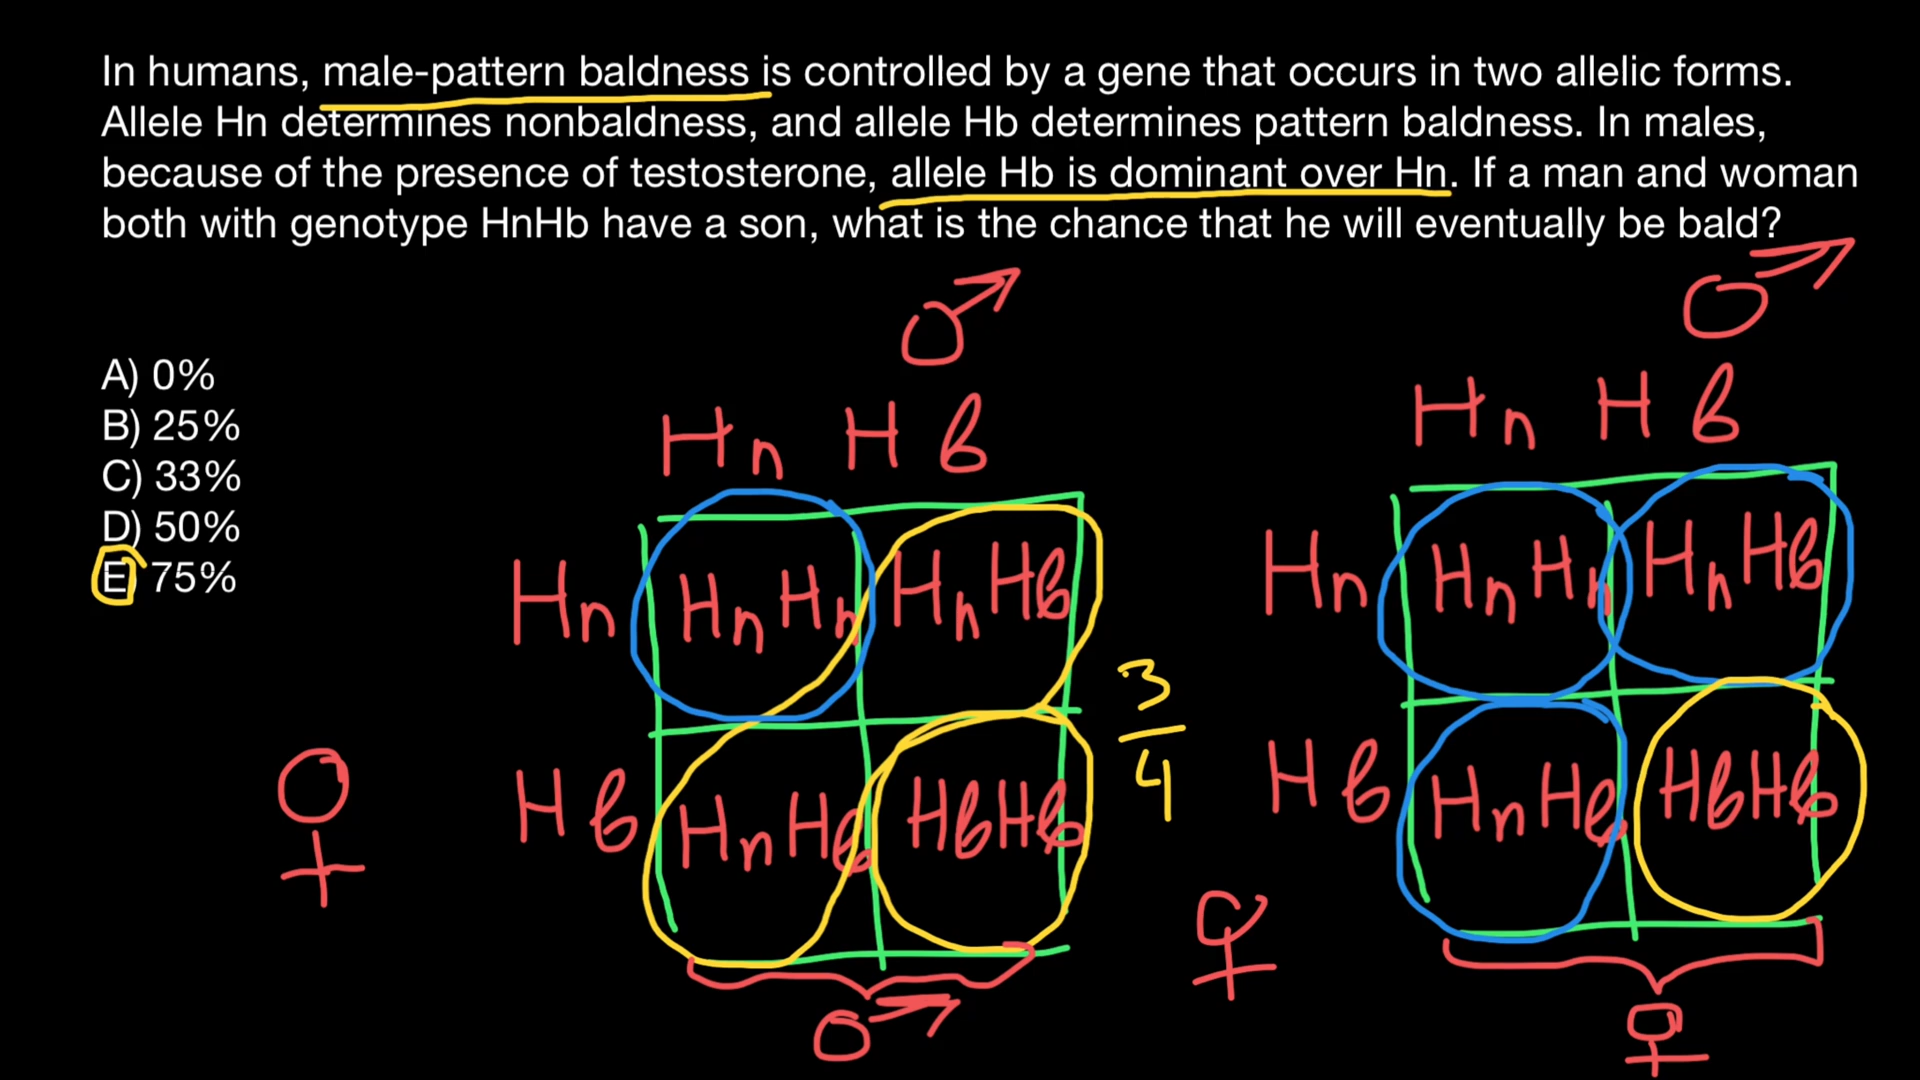 In humans, male-pattern baldness is controlled by a gene that occurs in two allelic forms.
Allele Hn determines nonbaldness, and allele Hb determines pattern baldness. In males,
because of the presence of testosterone, allele Hb is dominant over Hn. If a man and woman
both with genotype HnHb have a son, what is the chance that he will eventually be bald?
A) 0%
B) 25%
C) 33%
D) 50%
E) 75%
♂
Hn Hb
Hn HnHn HnHb
Hb HnHb HbHb
3/4
♀
♂
♂
Hn Hb
Hn HnHn HnHb
Hb HnHb HbHb
♀
♀